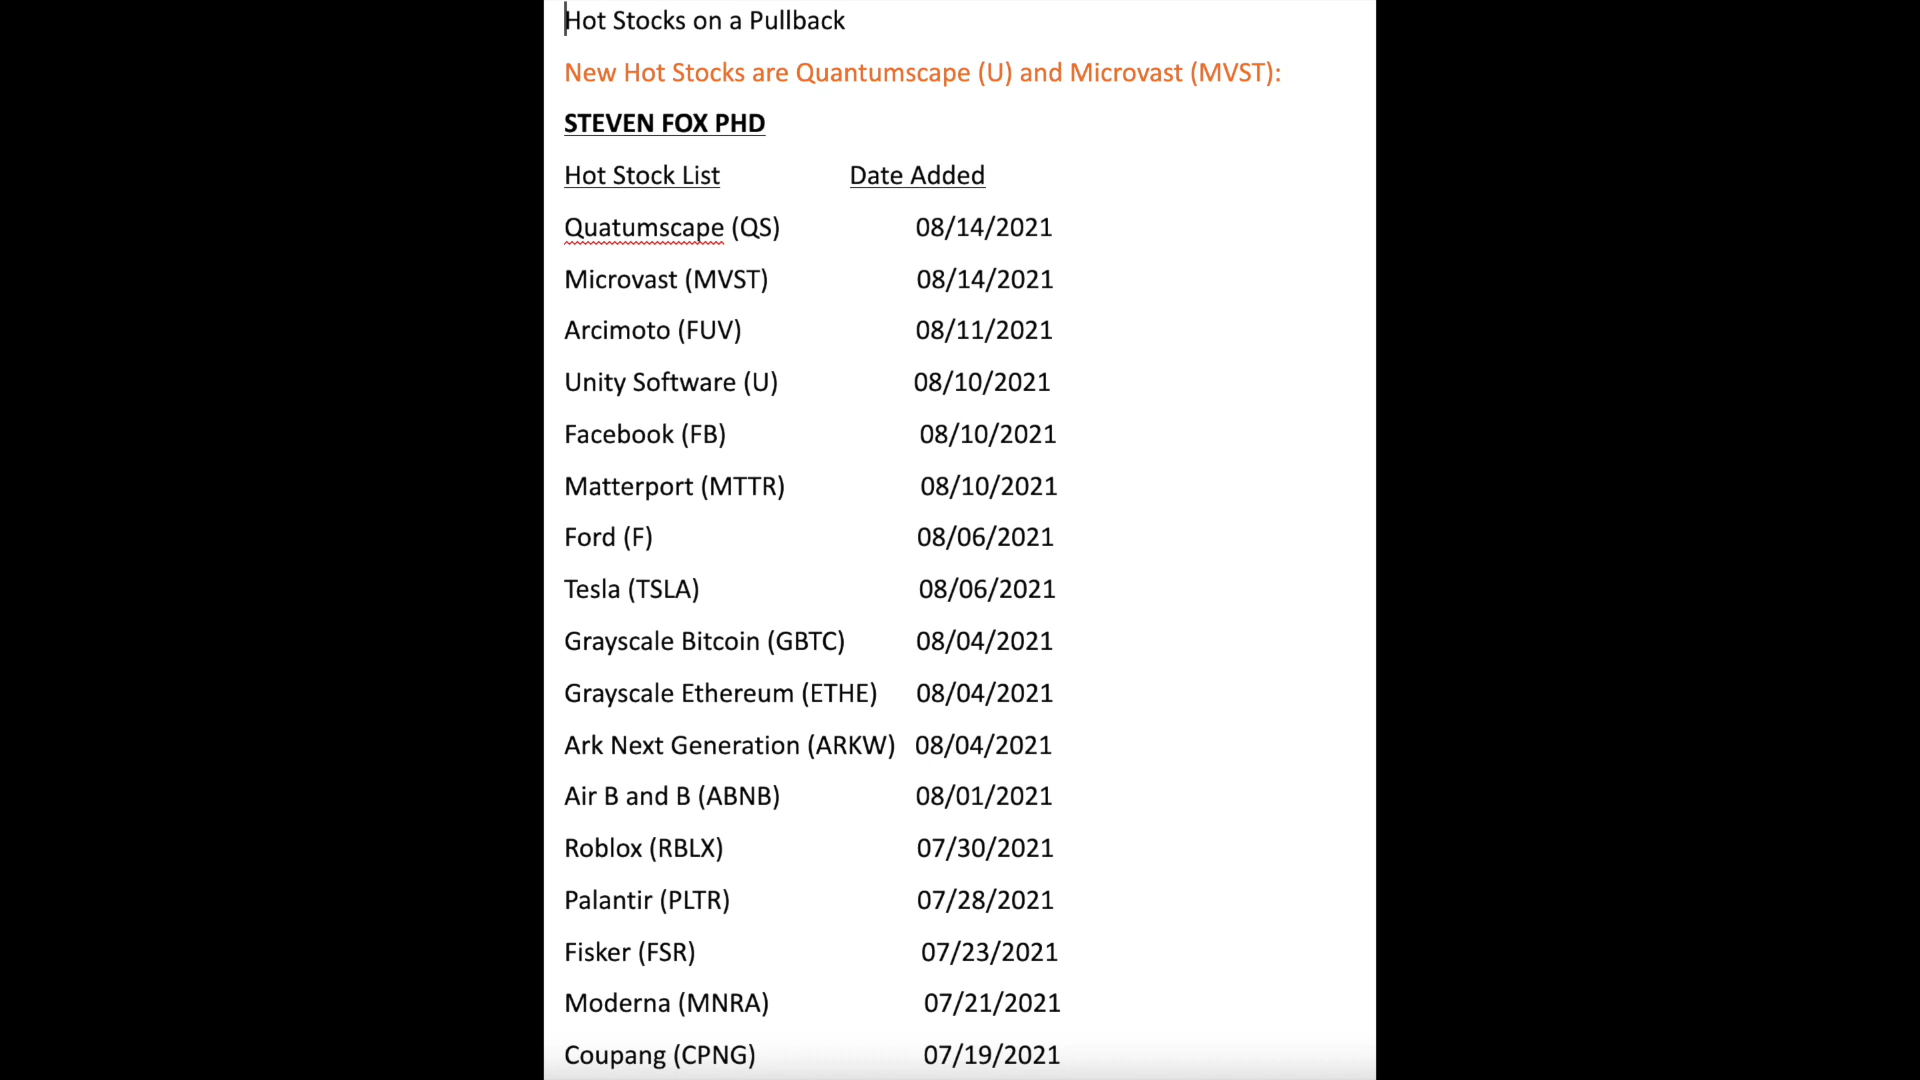 Hot Stocks on a Pullback
New Hot Stocks are Quantumscape (U) and Microvast (MVST):
STEVEN FOX PHD
Hot Stock List Date Added
Quatumscape (QS) 08/14/2021
Microvast (MVST) 08/14/2021
Arcimoto (FUV) 08/11/2021
Unity Software (U) 08/10/2021
Facebook (FB) 08/10/2021
Matterport (MTTR) 08/10/2021
Ford (F) 08/06/2021
Tesla (TSLA) 08/06/2021
Grayscale Bitcoin (GBTC) 08/04/2021
Grayscale Ethereum (ETHE) 08/04/2021
Ark Next Generation (ARKW) 08/04/2021
Air B and B (ABNB) 08/01/2021
Roblox (RBLX) 07/30/2021
Palantir (PLTR) 07/28/2021
Fisker (FSR) 07/23/2021
Moderna (MNRA) 07/21/2021
Coupang (CPNG) 07/19/2021